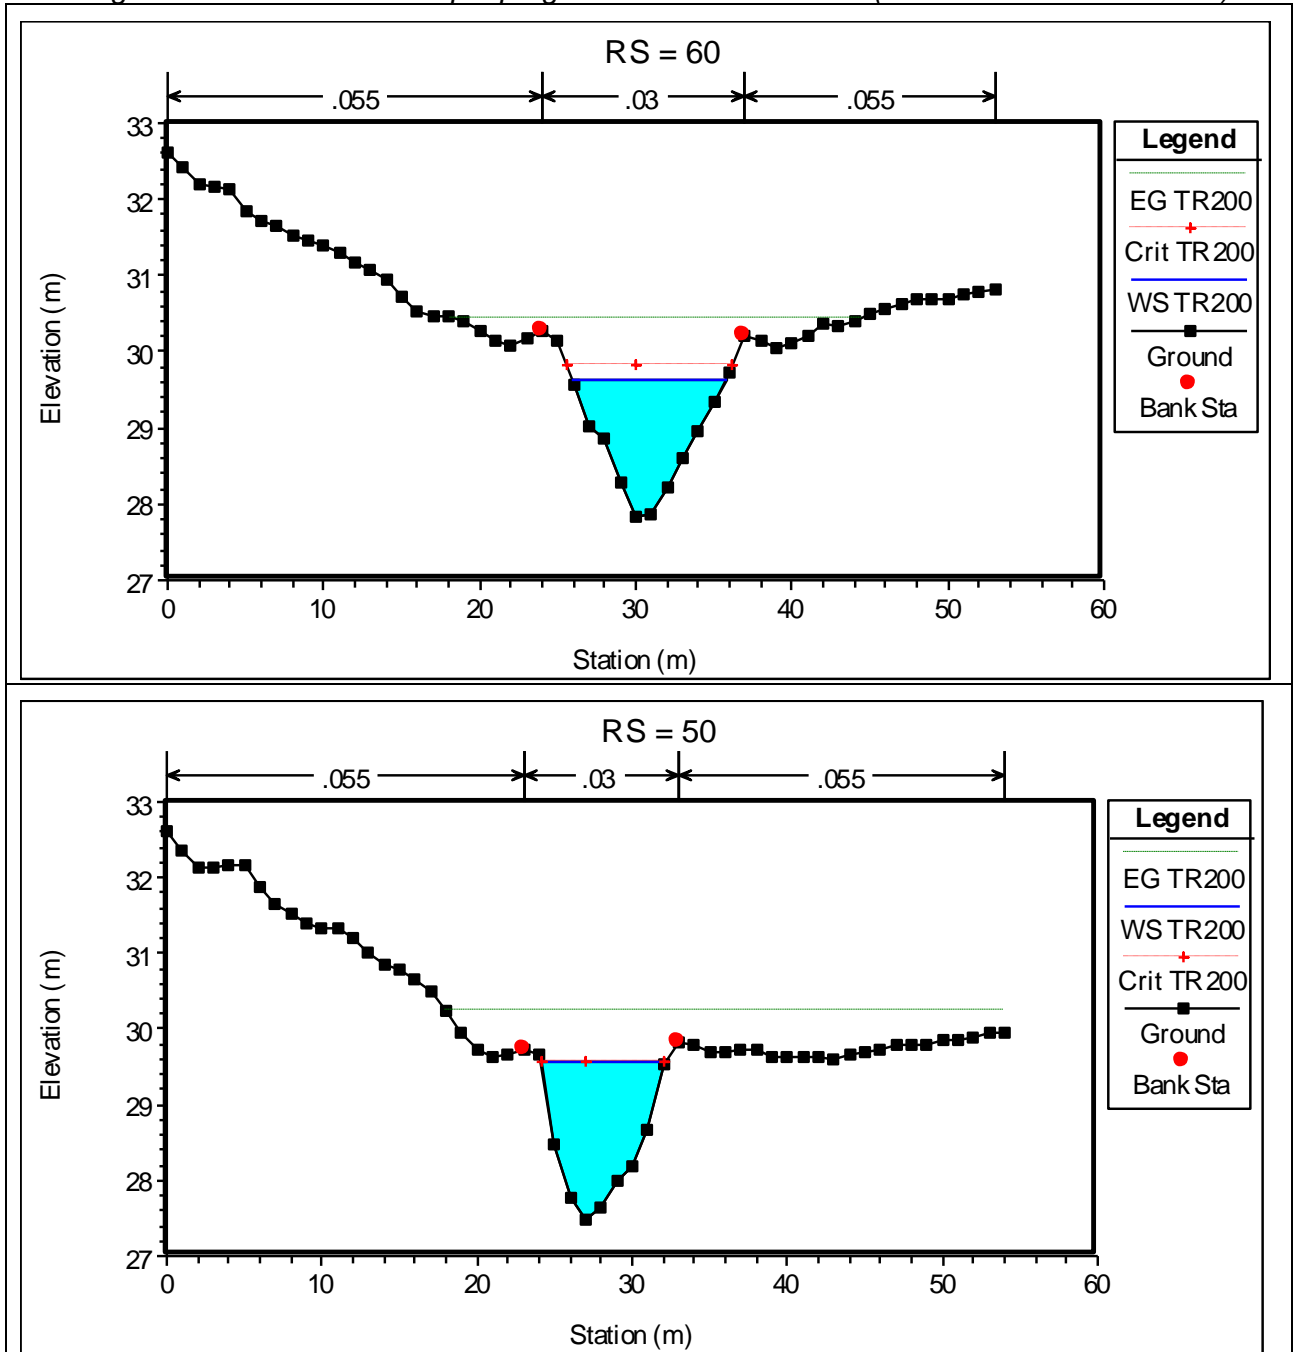 RS = 60
.055 .03 .055
33
32
31
30
29
28
27
Elevation (m)
0 10 20 30 40 50 60
Station (m)
Legend
EG TR200
Crit TR200
WS TR200
Ground
Bank Sta
RS = 50
.055 .03 .055
33
32
31
30
29
28
27
Elevation (m)
0 10 20 30 40 50 60
Station (m)
Legend
EG TR200
WS TR200
Crit TR200
Ground
Bank Sta